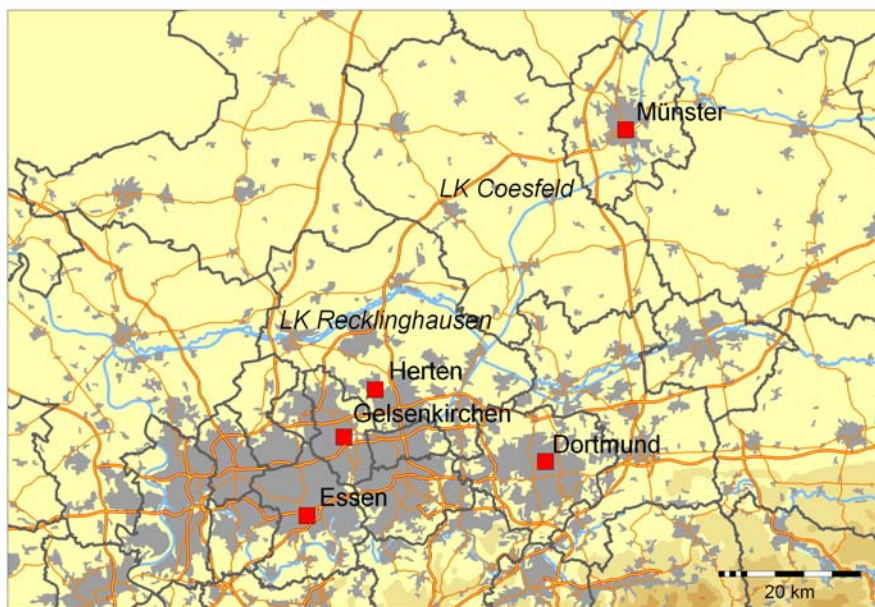 Münster
LK Coesfeld
LK Recklinghausen
Herten
Gelsenkirchen
Dortmund
Essen
20 km